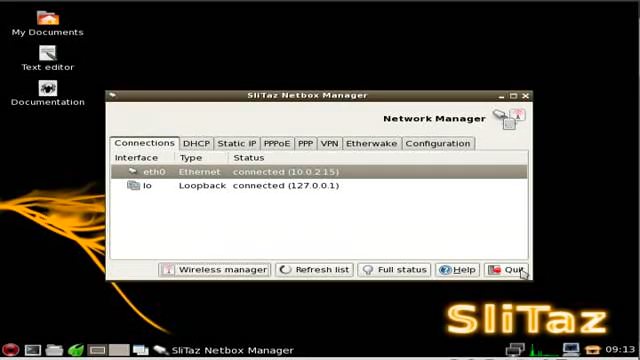 My Documents
Text editor
Documentation
SliTaz Netbox Manager
Network Manager
Connections DHCP Static IP PPPoE PPP VPN Etherwake Configuration
Interface Type Status
eth0 Ethernet connected (10.0.2.15)
lo Loopback connected (127.0.0.1)
Wireless manager Refresh list Full status Help Quit
SliTaz
SliTaz Netbox Manager 09:13